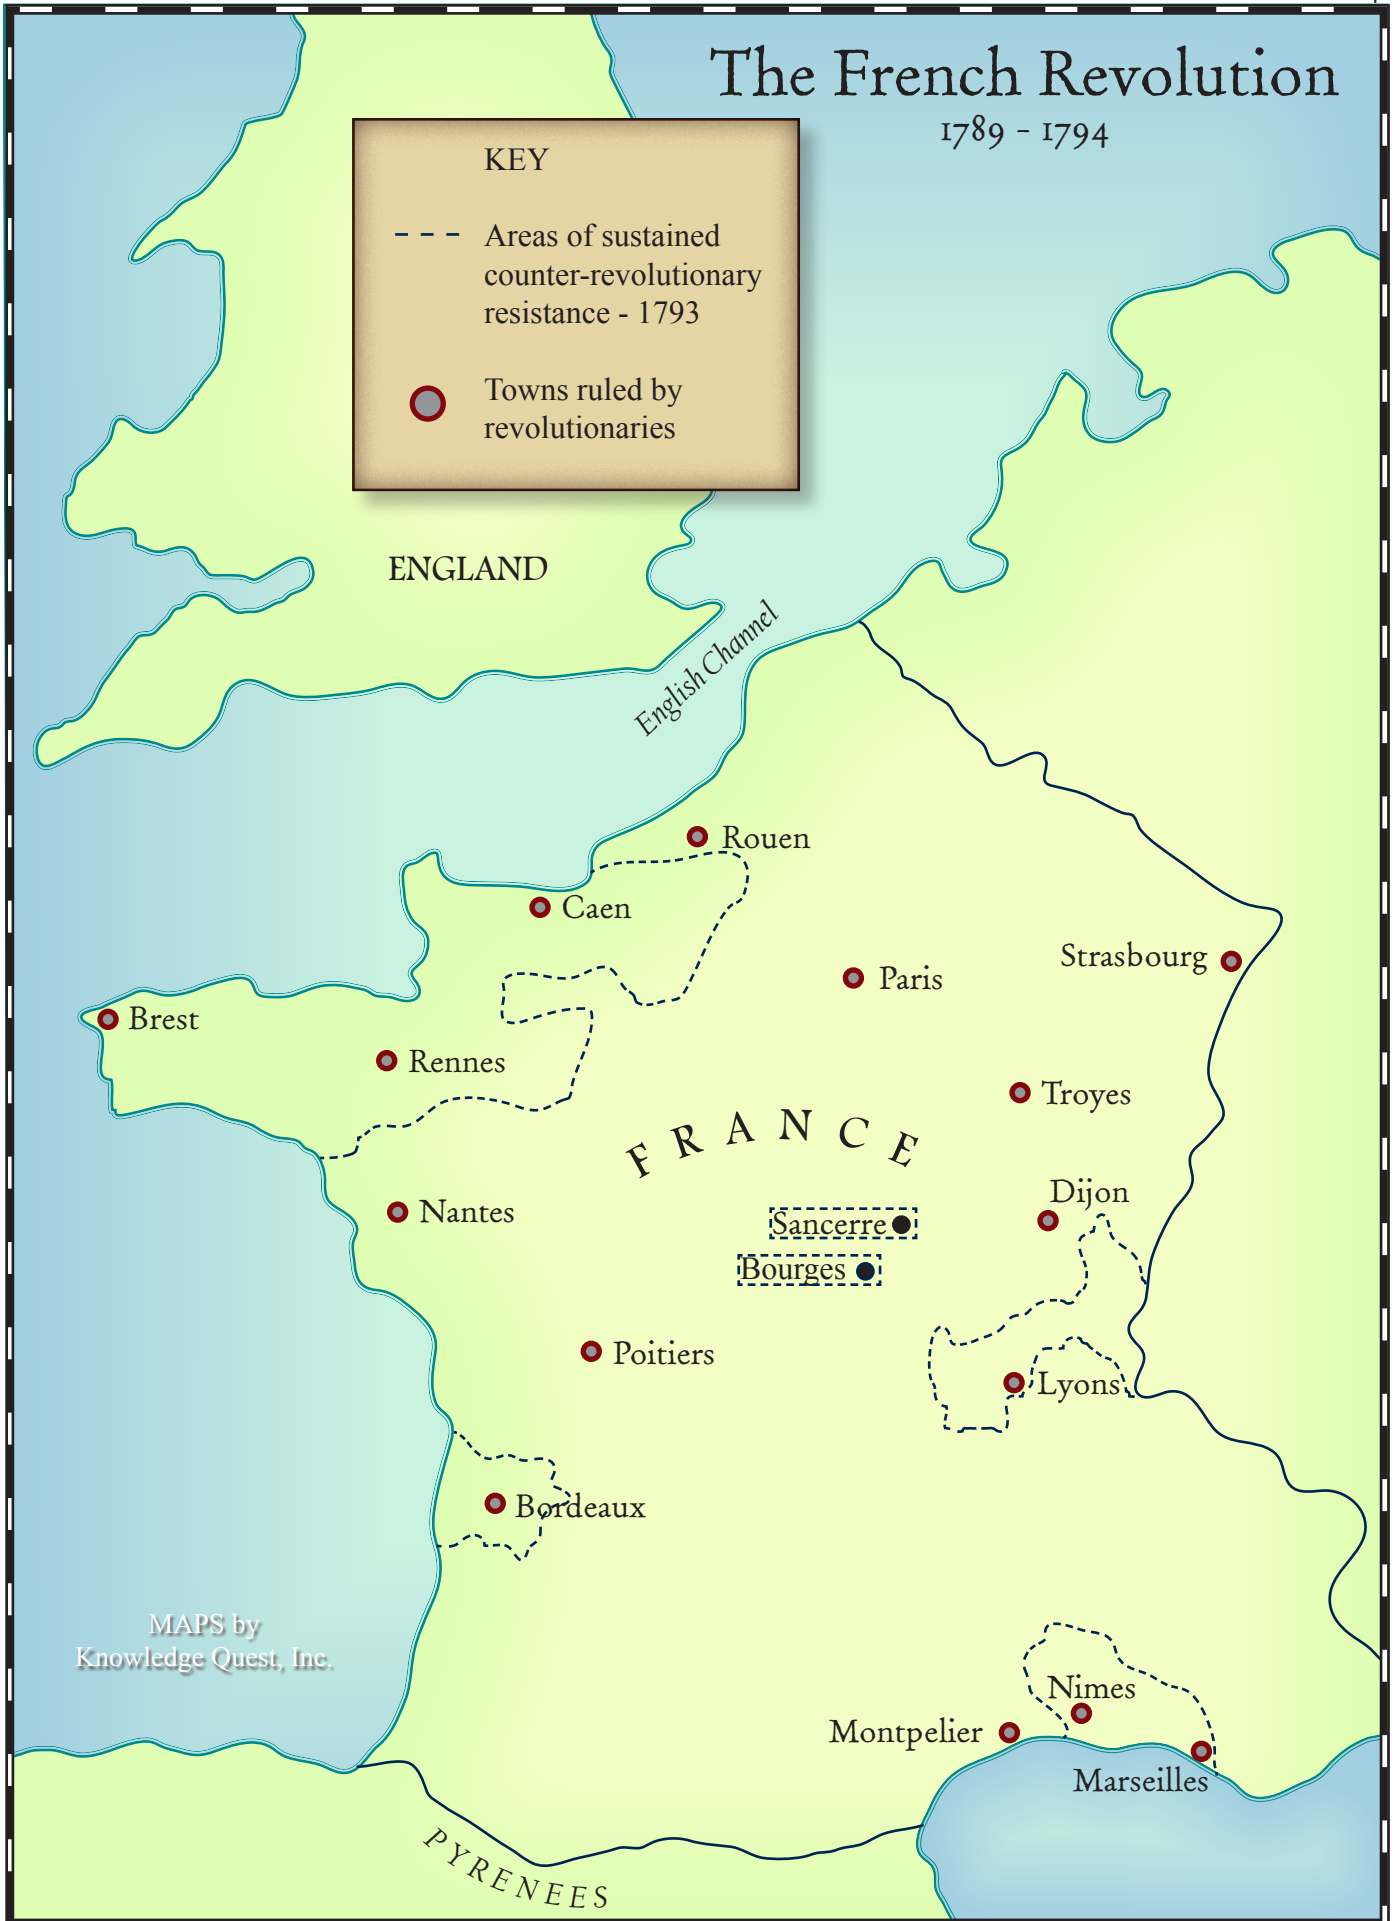 The French Revolution
1789 - 1794
KEY
Areas of sustained
counter-revolutionary
resistance - 1793
Towns ruled by
revolutionaries
ENGLAND
English Channel
Rouen
Caen
Strasbourg
Paris
Brest
Rennes
Troyes
FRANCE
Dijon
Nantes
Sancerre
Bourges
Poitiers
Lyons
Bordeaux
MAPS by
Knowledge Quest, Inc.
Nimes
Montpelier
Marseilles
PYRENEES